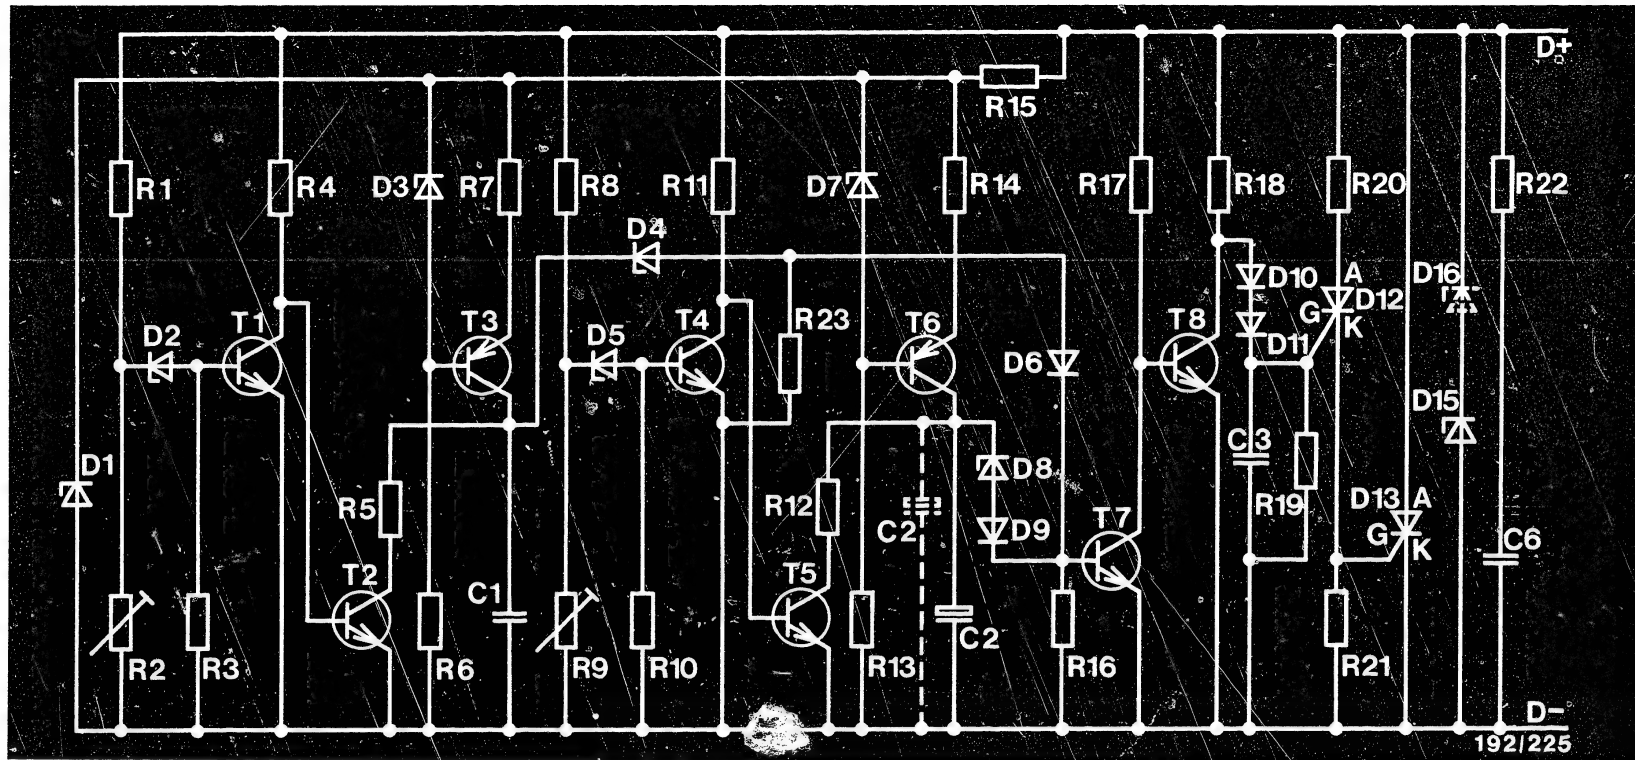 D+
R15
R1 R4 D3 R7 R8 R11 D7 R14 R17 R18 R20 R22
D4
A
D10 D12 D16
G K
T1 T3 T4 R23 T6 T8
D2 D5 D6 D11
D15
C3
D1 D8
R5 R12 C2 D9 R19 D13 A
G K
T7 C6
T2 C1 T5
C2
R2 R3 R6 R9 R10 R13 R16 R21
D-
192/225